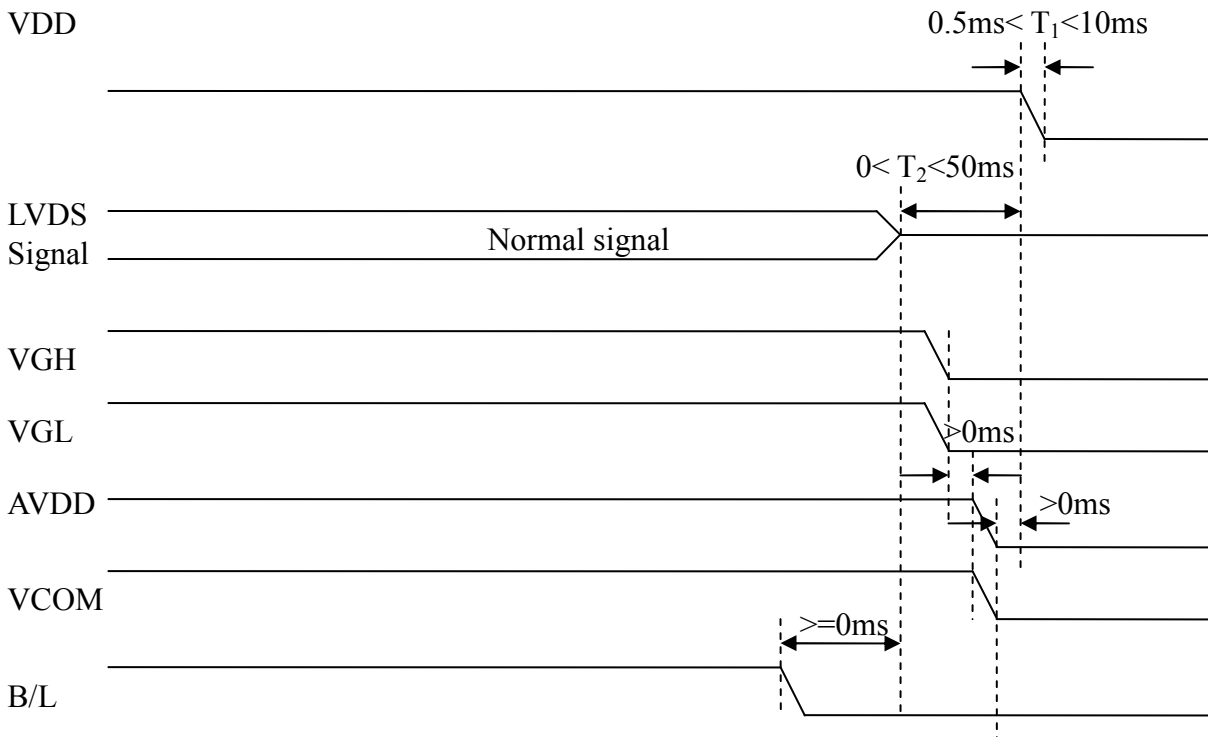 VDD
0.5ms< T₁<10ms
0< T₂<50ms
LVDS
Signal
Normal signal
VGH
VGL
>0ms
AVDD
>0ms
VCOM
>=0ms
B/L